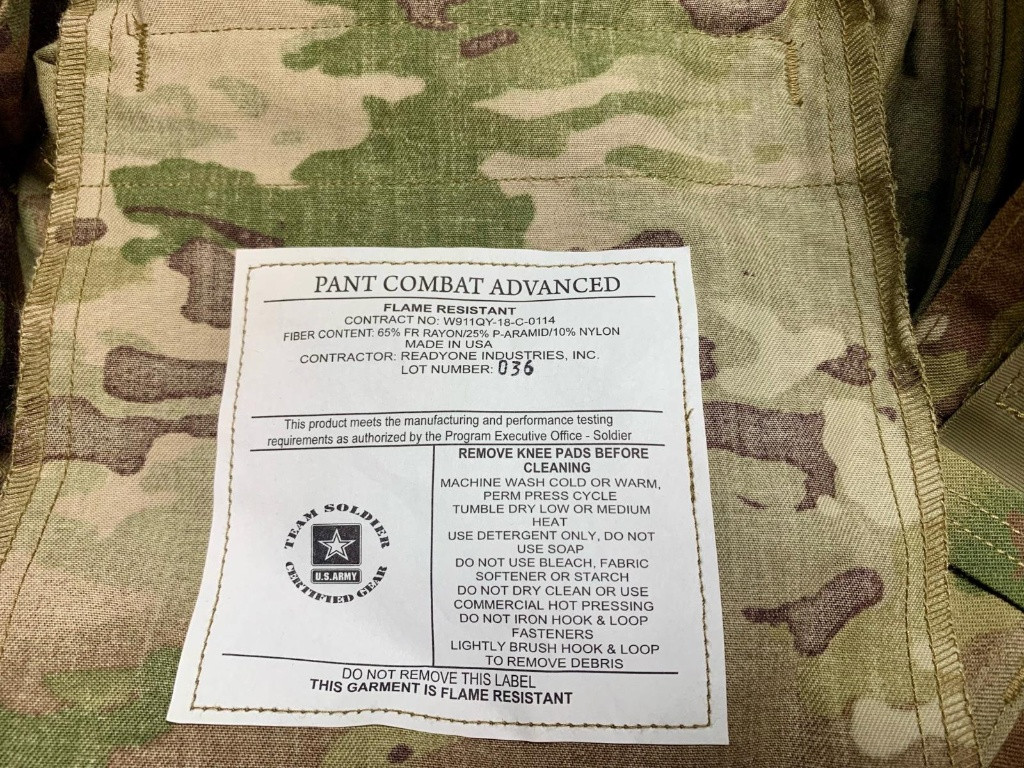 PANT COMBAT ADVANCED
FLAME RESISTANT
CONTRACT NO: W911QY-18-C-0114
FIBER CONTENT: 65% FR RAYON/25% P-ARAMID/10% NYLON
MADE IN USA
CONTRACTOR: READYONE INDUSTRIES, INC.
LOT NUMBER: 036
This product meets the manufacturing and performance testing
requirements as authorized by the Program Executive Office - Soldier
TEAM SOLDIER
U.S.ARMY
CERTIFIED GEAR
REMOVE KNEE PADS BEFORE
CLEANING
MACHINE WASH COLD OR WARM,
PERM PRESS CYCLE
TUMBLE DRY LOW OR MEDIUM
HEAT
USE DETERGENT ONLY, DO NOT
USE SOAP
DO NOT USE BLEACH, FABRIC
SOFTENER OR STARCH
DO NOT DRY CLEAN OR USE
COMMERCIAL HOT PRESSING
DO NOT IRON HOOK & LOOP
FASTENERS
LIGHTLY BRUSH HOOK & LOOP
TO REMOVE DEBRIS
DO NOT REMOVE THIS LABEL
THIS GARMENT IS FLAME RESISTANT